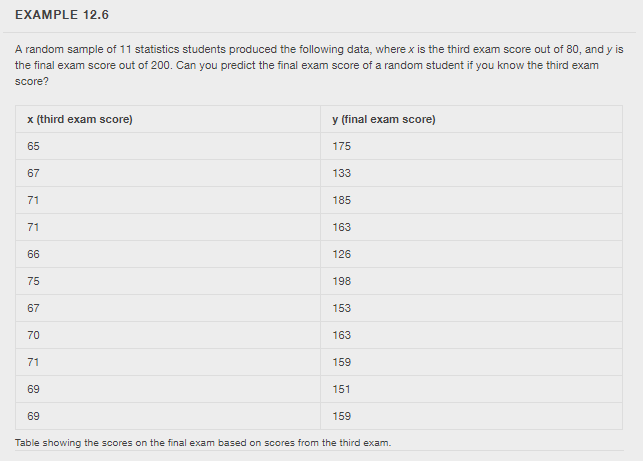 EXAMPLE 12.6
A random sample of 11 statistics students produced the following data, where x is the third exam score out of 80, and y is
the final exam score out of 200. Can you predict the final exam score of a random student if you know the third exam
score?
x (third exam score) y (final exam score)
65 175
67 133
71 185
71 163
66 126
75 198
67 153
70 163
71 159
69 151
69 159
Table showing the scores on the final exam based on scores from the third exam.